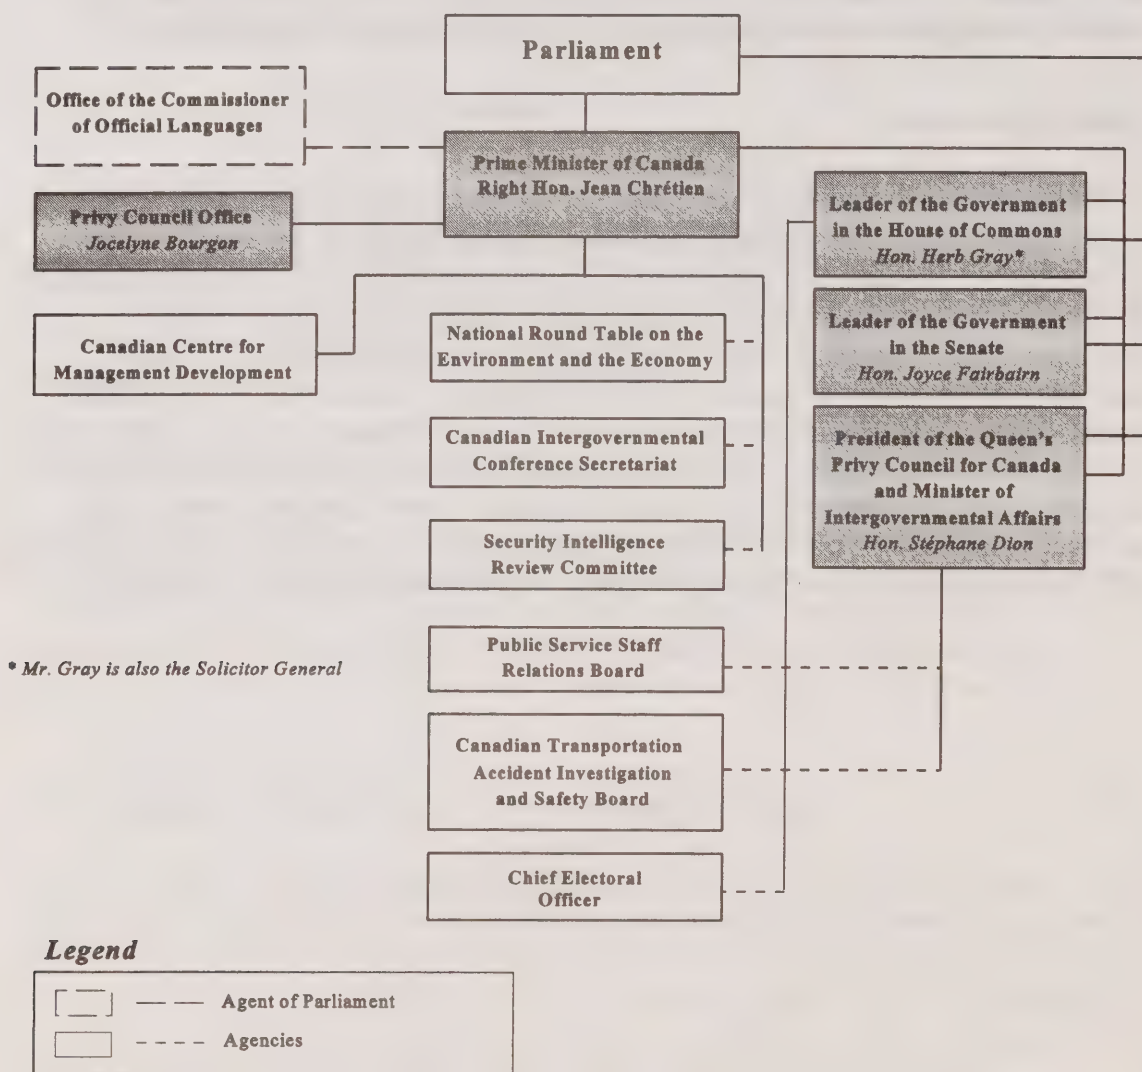 Parliament
Office of the Commissioner
of Official Languages
Prime Minister of Canada
Right Hon. Jean Chrétien
Privy Council Office
Jocelyne Bourgon
Leader of the Government
in the House of Commons
Hon. Herb Gray*
Canadian Centre for
Management Development
National Round Table on the
Environment and the Economy
Leader of the Government
in the Senate
Hon. Joyce Fairbairn
Canadian Intergovernmental
Conference Secretariat
President of the Queen's
Privy Council for Canada
and Minister of
Intergovernmental Affairs
Hon. Stéphane Dion
Security Intelligence
Review Committee
Public Service Staff
Relations Board
* Mr. Gray is also the Solicitor General
Canadian Transportation
Accident Investigation
and Safety Board
Chief Electoral
Officer
Legend
Agent of Parliament
Agencies